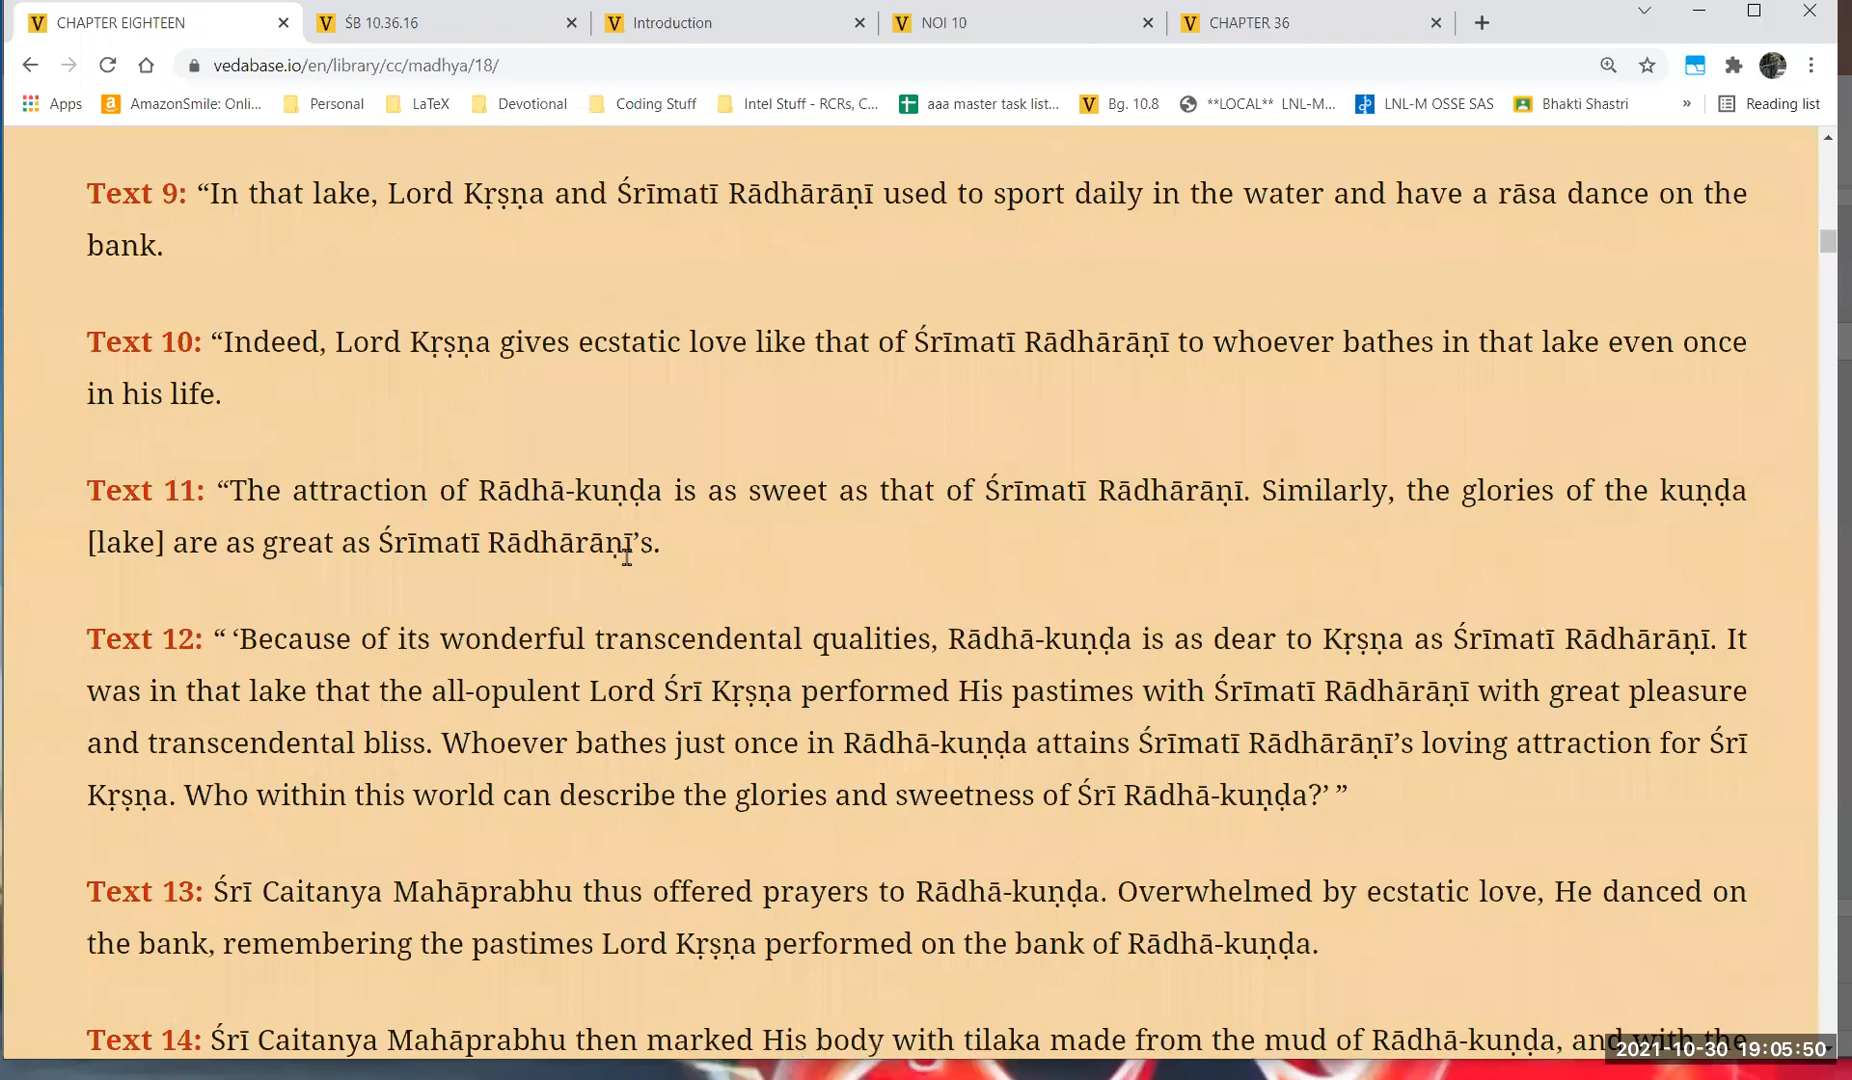 CHAPTER EIGHTEEN
ŚB 10.36.16
Introduction
NOI 10
CHAPTER 36
vedabase.io/en/library/cc/madhya/18/
Apps
AmazonSmile: Onli...
Personal
LaTeX
Devotional
Coding Stuff
Intel Stuff - RCRs, C...
aaa master task list...
Bg. 10.8
**LOCAL** LNL-M...
LNL-M OSSE SAS
Bhakti Shastri
»
Reading list
Text 9: “In that lake, Lord Kṛṣṇa and Śrīmatī Rādhārāṇī used to sport daily in the water and have a rāsa dance on the
bank.
Text 10: “Indeed, Lord Kṛṣṇa gives ecstatic love like that of Śrīmatī Rādhārāṇī to whoever bathes in that lake even once
in his life.
Text 11: “The attraction of Rādhā-kuṇḍa is as sweet as that of Śrīmatī Rādhārāṇī. Similarly, the glories of the kuṇḍa
[lake] are as great as Śrīmatī Rādhārāṇī’s.
Text 12: “ ‘Because of its wonderful transcendental qualities, Rādhā-kuṇḍa is as dear to Kṛṣṇa as Śrīmatī Rādhārāṇī. It
was in that lake that the all-opulent Lord Śrī Kṛṣṇa performed His pastimes with Śrīmatī Rādhārāṇī with great pleasure
and transcendental bliss. Whoever bathes just once in Rādhā-kuṇḍa attains Śrīmatī Rādhārāṇī’s loving attraction for Śrī
Kṛṣṇa. Who within this world can describe the glories and sweetness of Śrī Rādhā-kuṇḍa?’ ”
Text 13: Śrī Caitanya Mahāprabhu thus offered prayers to Rādhā-kuṇḍa. Overwhelmed by ecstatic love, He danced on
the bank, remembering the pastimes Lord Kṛṣṇa performed on the bank of Rādhā-kuṇḍa.
Text 14: Śrī Caitanya Mahāprabhu then marked His body with tilaka made from the mud of Rādhā-kuṇḍa, and with the
2021-10-30 19:05:50